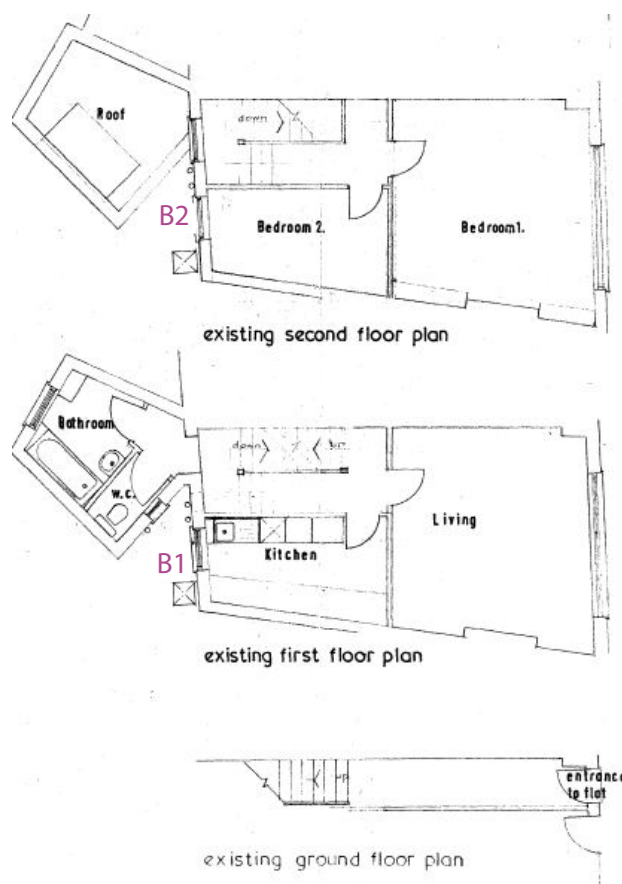 Roof
down
B2
Bedroom 2.
Bedroom1.
existing second floor plan
Bathroom
down
up
W.C.
Living
Kitchen
B1
existing first floor plan
up
entrance
to flat
existing ground floor plan